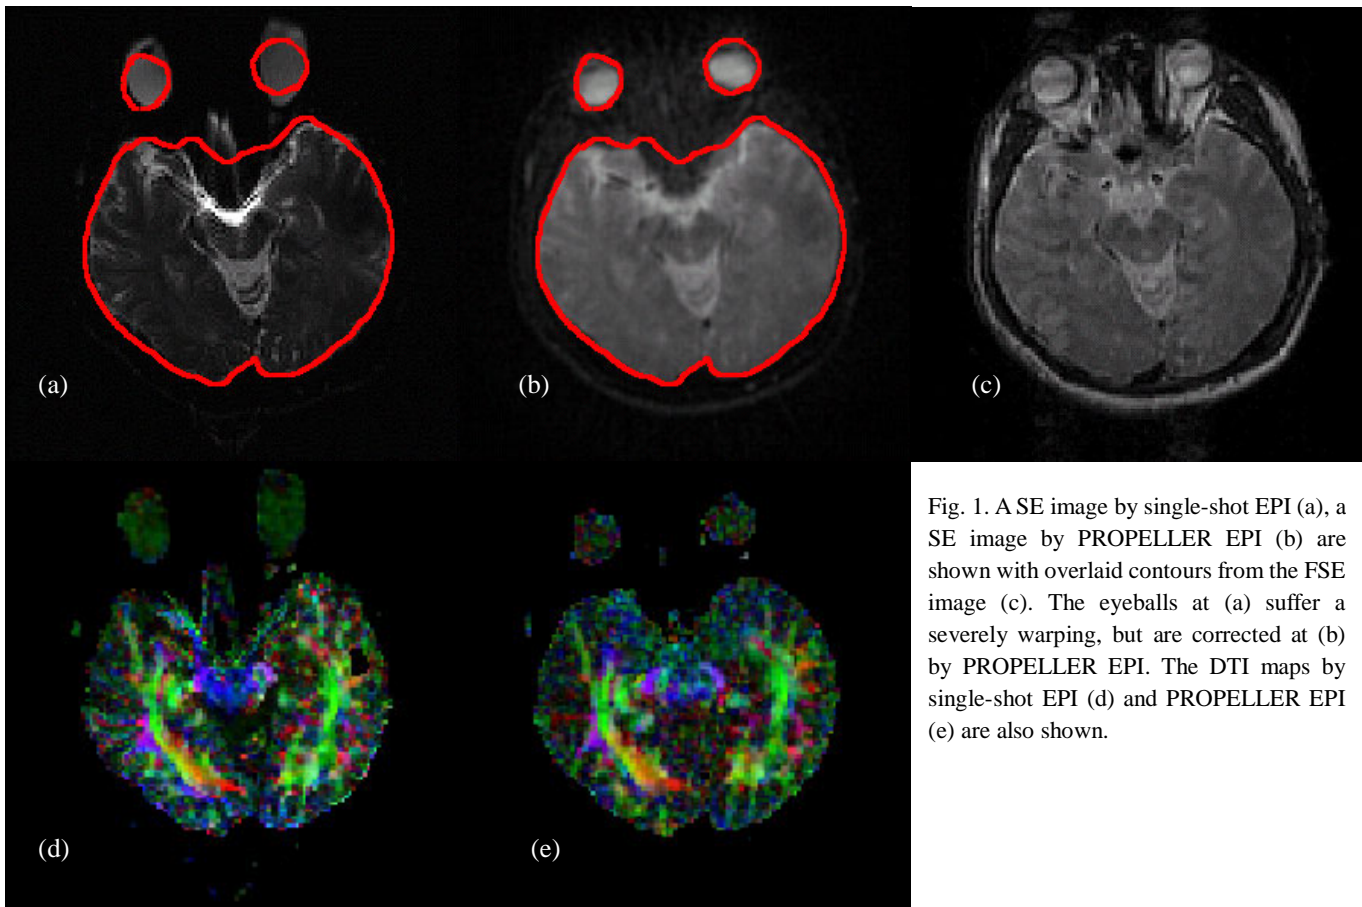 (a)
(b)
(c)
(d)
(e)
Fig. 1. A SE image by single-shot EPI (a), a
SE image by PROPELLER EPI (b) are
shown with overlaid contours from the FSE
image (c). The eyeballs at (a) suffer a
severely warping, but are corrected at (b)
by PROPELLER EPI. The DTI maps by
single-shot EPI (d) and PROPELLER EPI
(e) are also shown.